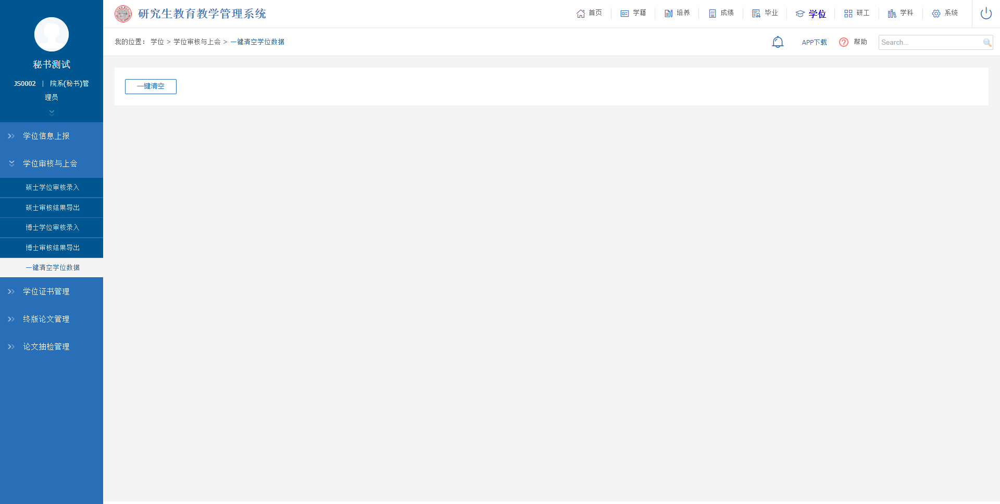 研究生教育教学管理系统
首页
学籍
培养
成绩
毕业
学位
研工
学科
系统
我的位置： 学位 > 学位审核与上会 > 一键清空学位数据
APP下载
帮助
Search...
秘书测试
JS0002 | 院系(秘书)管
理员
一键清空
学位信息上报
学位审核与上会
硕士学位审核录入
硕士审核结果导出
博士学位审核录入
博士审核结果导出
一键清空学位数据
学位证书管理
终版论文管理
论文抽检管理